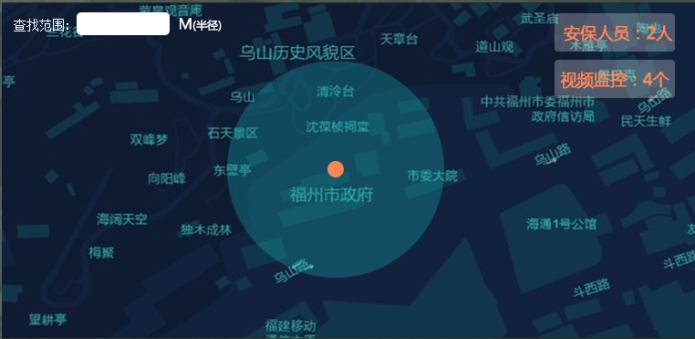 查找范围: M(半径)
安保人员：2人
视频监控：4个
武圣庙
天章台
道山观
乌山历史风貌区
清泠台
乌山
中共福州市委福州市
政府信访局
乌山路
民天生鲜
沈葆桢祠堂
石天景区
双峰梦
东壁亭
向阳峰
市委大院
乌山路
福州市政府
海阔天空
独木成林
海通1号公馆
梅聚
乌山路
斗西路
斗西路
望耕亭
福建移动